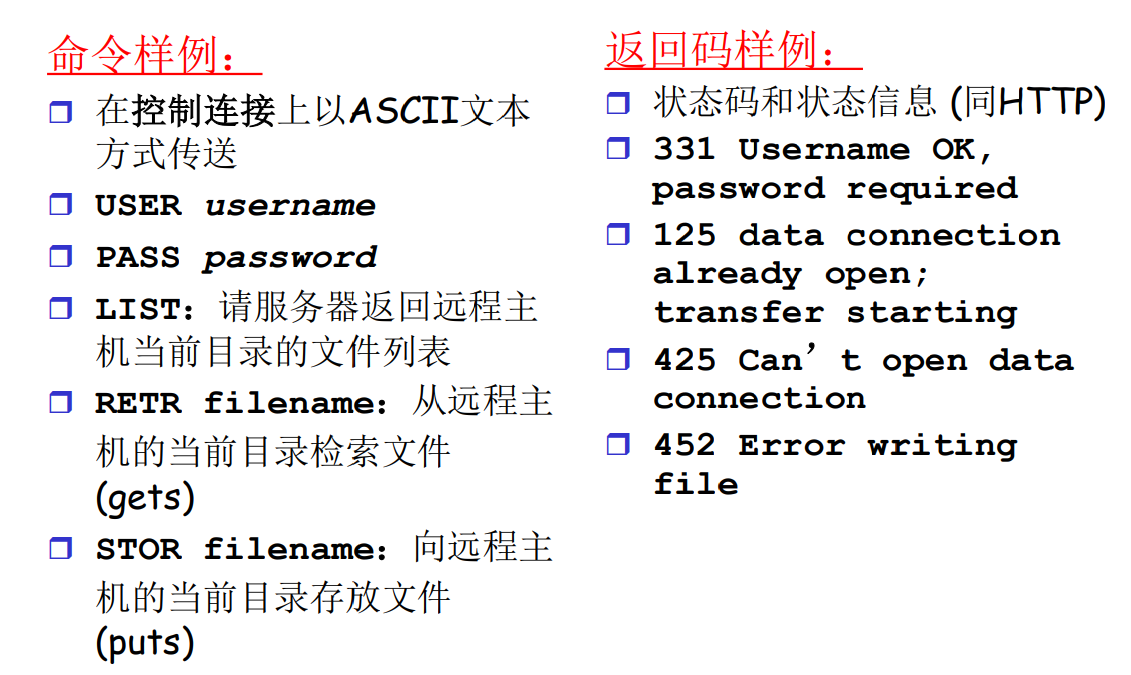 命令样例：
在控制连接上以ASCII文本
方式传送
USER username
PASS password
LIST：请服务器返回远程主
机当前目录的文件列表
RETR filename：从远程主
机的当前目录检索文件
(gets)
STOR filename：向远程主
机的当前目录存放文件
(puts)
返回码样例：
状态码和状态信息 (同HTTP)
331 Username OK,
password required
125 data connection
already open;
transfer starting
425 Can’t open data
connection
452 Error writing
file